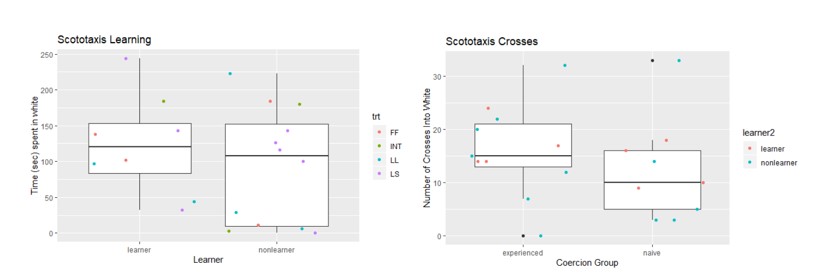 Scototaxis Learning
Time (sec) spent in white
250
200
150
100
50
0
learner
nonlearner
Learner
trt
FF
INT
LL
LS
Scototaxis Crosses
Number of Crosses Into White
30
20
10
0
experienced
naive
Coercion Group
learner2
learner
nonlearner